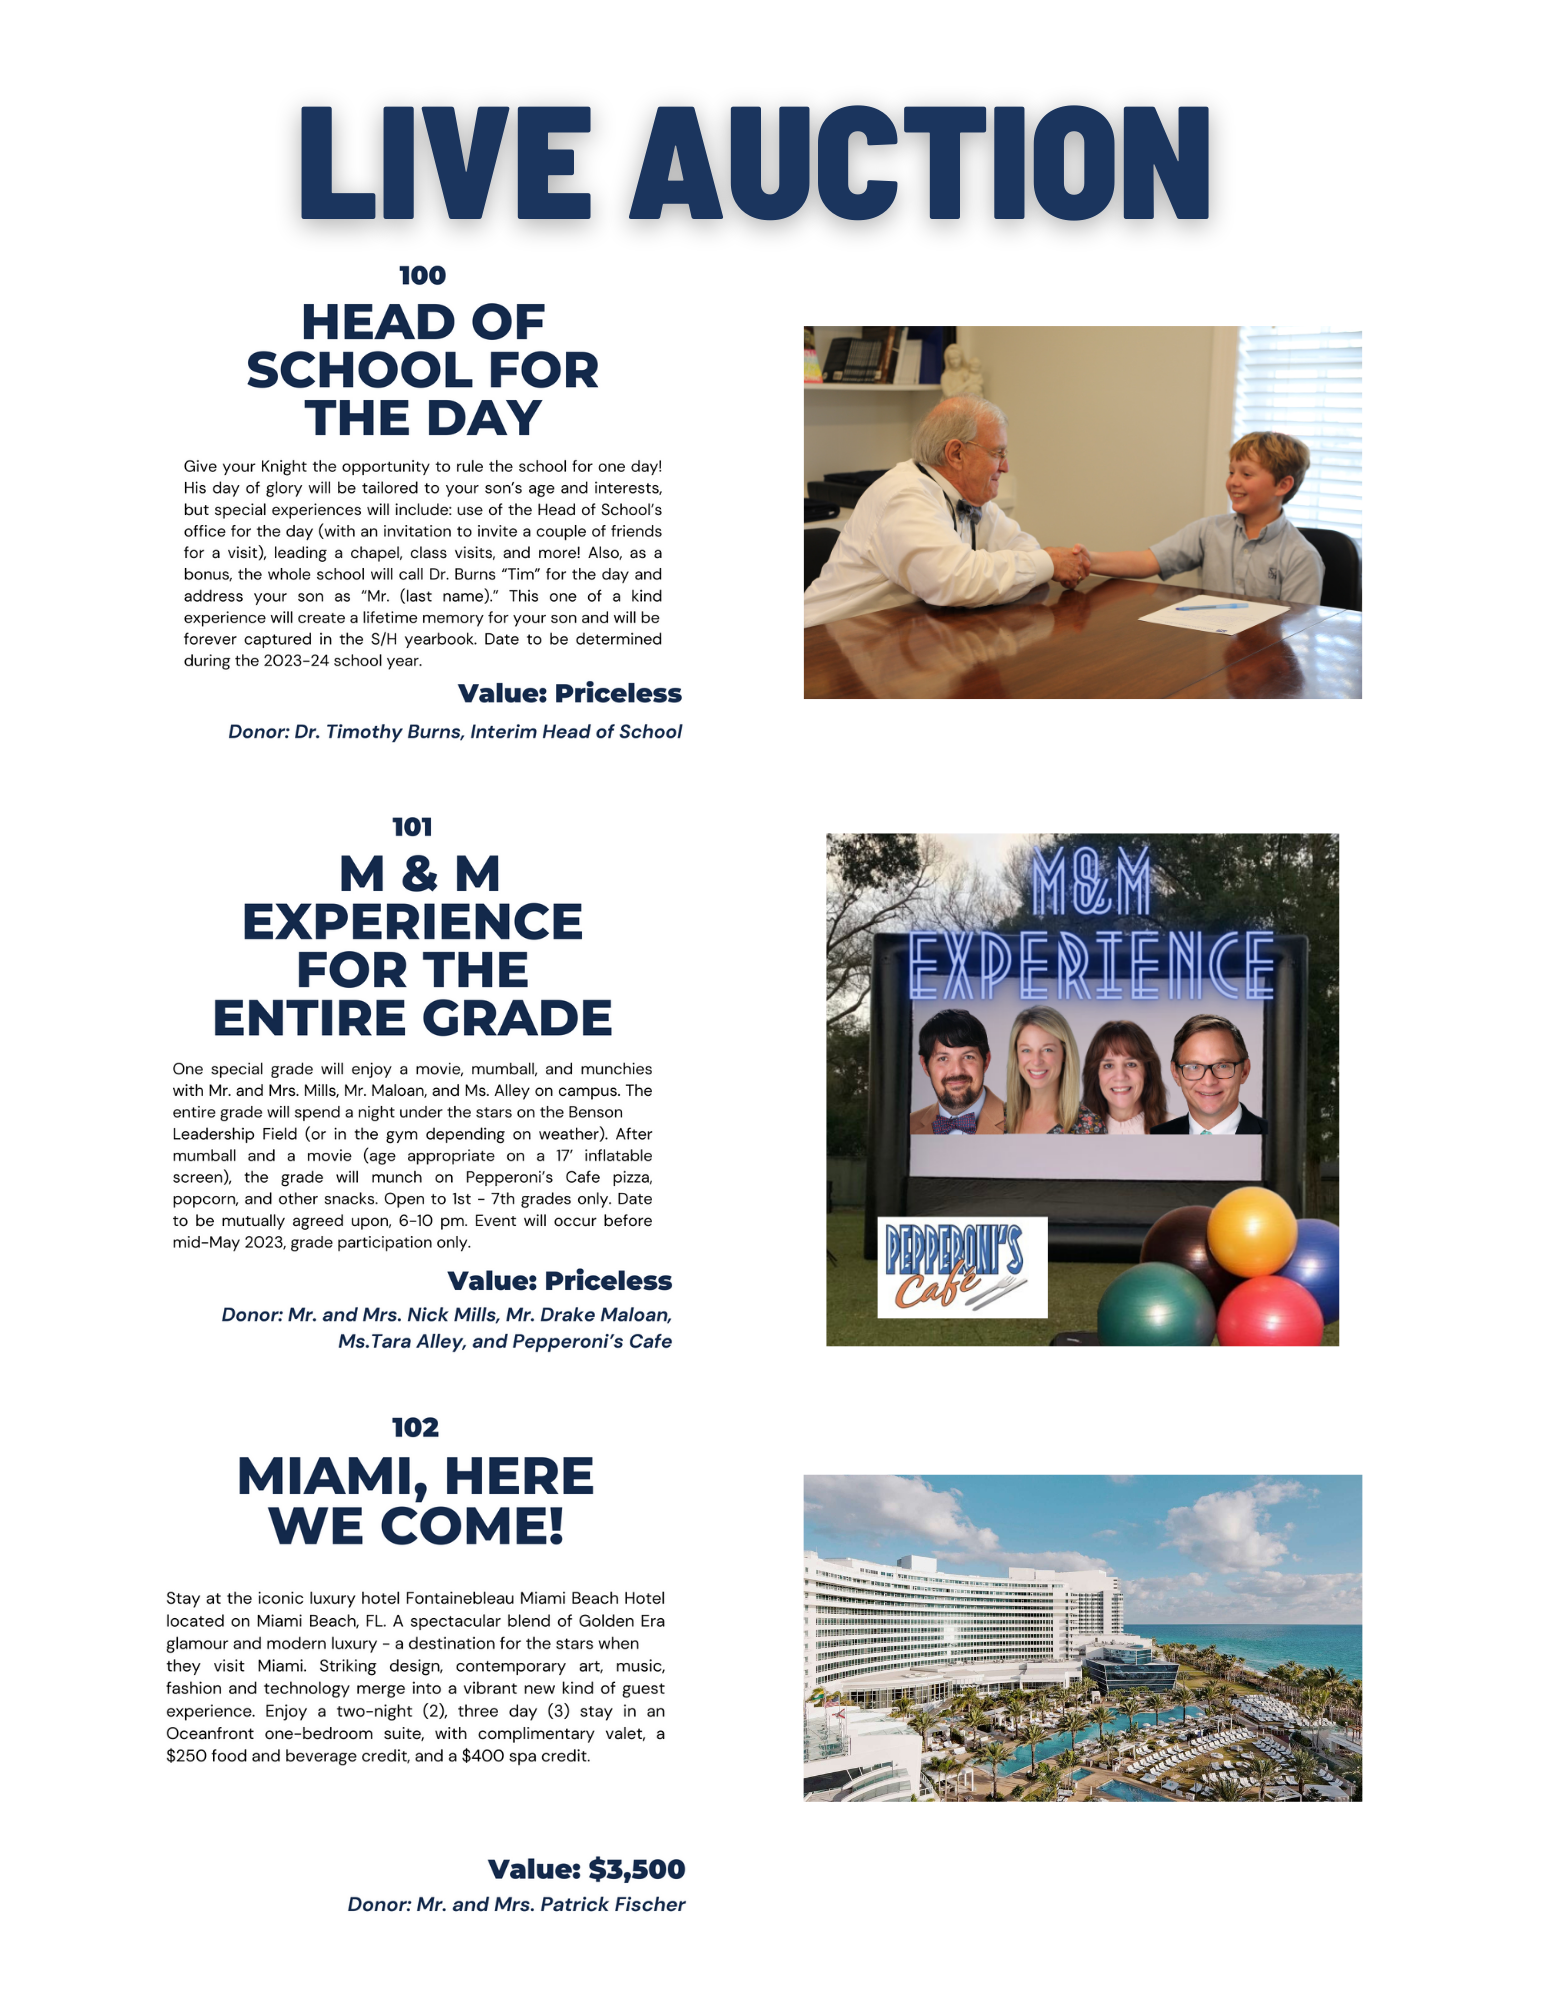 LIVE AUCTION
100
HEAD OF
SCHOOL FOR
THE DAY
Give your Knight the opportunity to rule the school for one day!
His day of glory will be tailored to your son's age and interests,
but special experiences will include: use of the Head of School's
office for the day (with an invitation to invite a couple of friends
for a visit), leading a chapel, class visits, and more! Also, as a
bonus, the whole school will call Dr. Burns “Tim” for the day and
address your son as “Mr. (last name).” This one of a kind
experience will create a lifetime memory for your son and will be
forever captured in the S/H yearbook. Date to be determined
during the 2023-24 school year.
Value: Priceless
Donor: Dr. Timothy Burns, Interim Head of School
101
M & M
EXPERIENCE
FOR THE
ENTIRE GRADE
One special grade will enjoy a movie, mumball, and munchies
with Mr. and Mrs. Mills, Mr. Maloan, and Ms. Alley on campus. The
entire grade will spend a night under the stars on the Benson
Leadership Field (or in the gym depending on weather). After
mumball and a movie (age appropriate on a 17' inflatable
screen), the grade will munch on Pepperoni's Cafe pizza,
popcorn, and other snacks. Open to 1st - 7th grades only. Date
to be mutually agreed upon, 6-10 pm. Event will occur before
mid-May 2023, grade participation only.
Value: Priceless
Donor: Mr. and Mrs. Nick Mills, Mr. Drake Maloan,
Ms.Tara Alley, and Pepperoni's Cafe
M&M
EXPERIENCE
PEPPERONI'S
Cafe
102
MIAMI, HERE
WE COME!
Stay at the iconic luxury hotel Fontainebleau Miami Beach Hotel
located on Miami Beach, FL. A spectacular blend of Golden Era
glamour and modern luxury - a destination for the stars when
they visit Miami. Striking design, contemporary art, music,
fashion and technology merge into a vibrant new kind of guest
experience. Enjoy a two-night (2), three day (3) stay in an
Oceanfront one-bedroom suite, with complimentary valet, a
$250 food and beverage credit, and a $400 spa credit.
Value: $3,500
Donor: Mr. and Mrs. Patrick Fischer